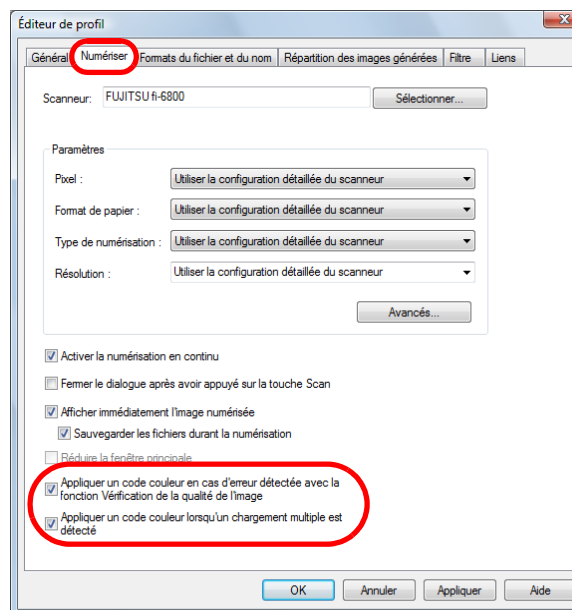 Éditeur de profil
Général Numériser Formats du fichier et du nom Répartition des images générées Filtre Liens
Scanneur: FUJITSU fi-6800 Sélectionner...
Paramètres
Pixel : Utiliser la configuration détaillée du scanneur
Format de papier : Utiliser la configuration détaillée du scanneur
Type de numérisation : Utiliser la configuration détaillée du scanneur
Résolution : Utiliser la configuration détaillée du scanneur
Avancés...
Activer la numérisation en continu
Fermer le dialogue après avoir appuyé sur la touche Scan
Afficher immédiatement l'image numérisée
Sauvegarder les fichiers durant la numérisation
Réduire la fenêtre principale
Appliquer un code couleur en cas d'erreur détectée avec la
fonction Vérification de la qualité de l'image
Appliquer un code couleur lorsqu'un chargement multiple est
détecté
OK Annuler Appliquer Aide